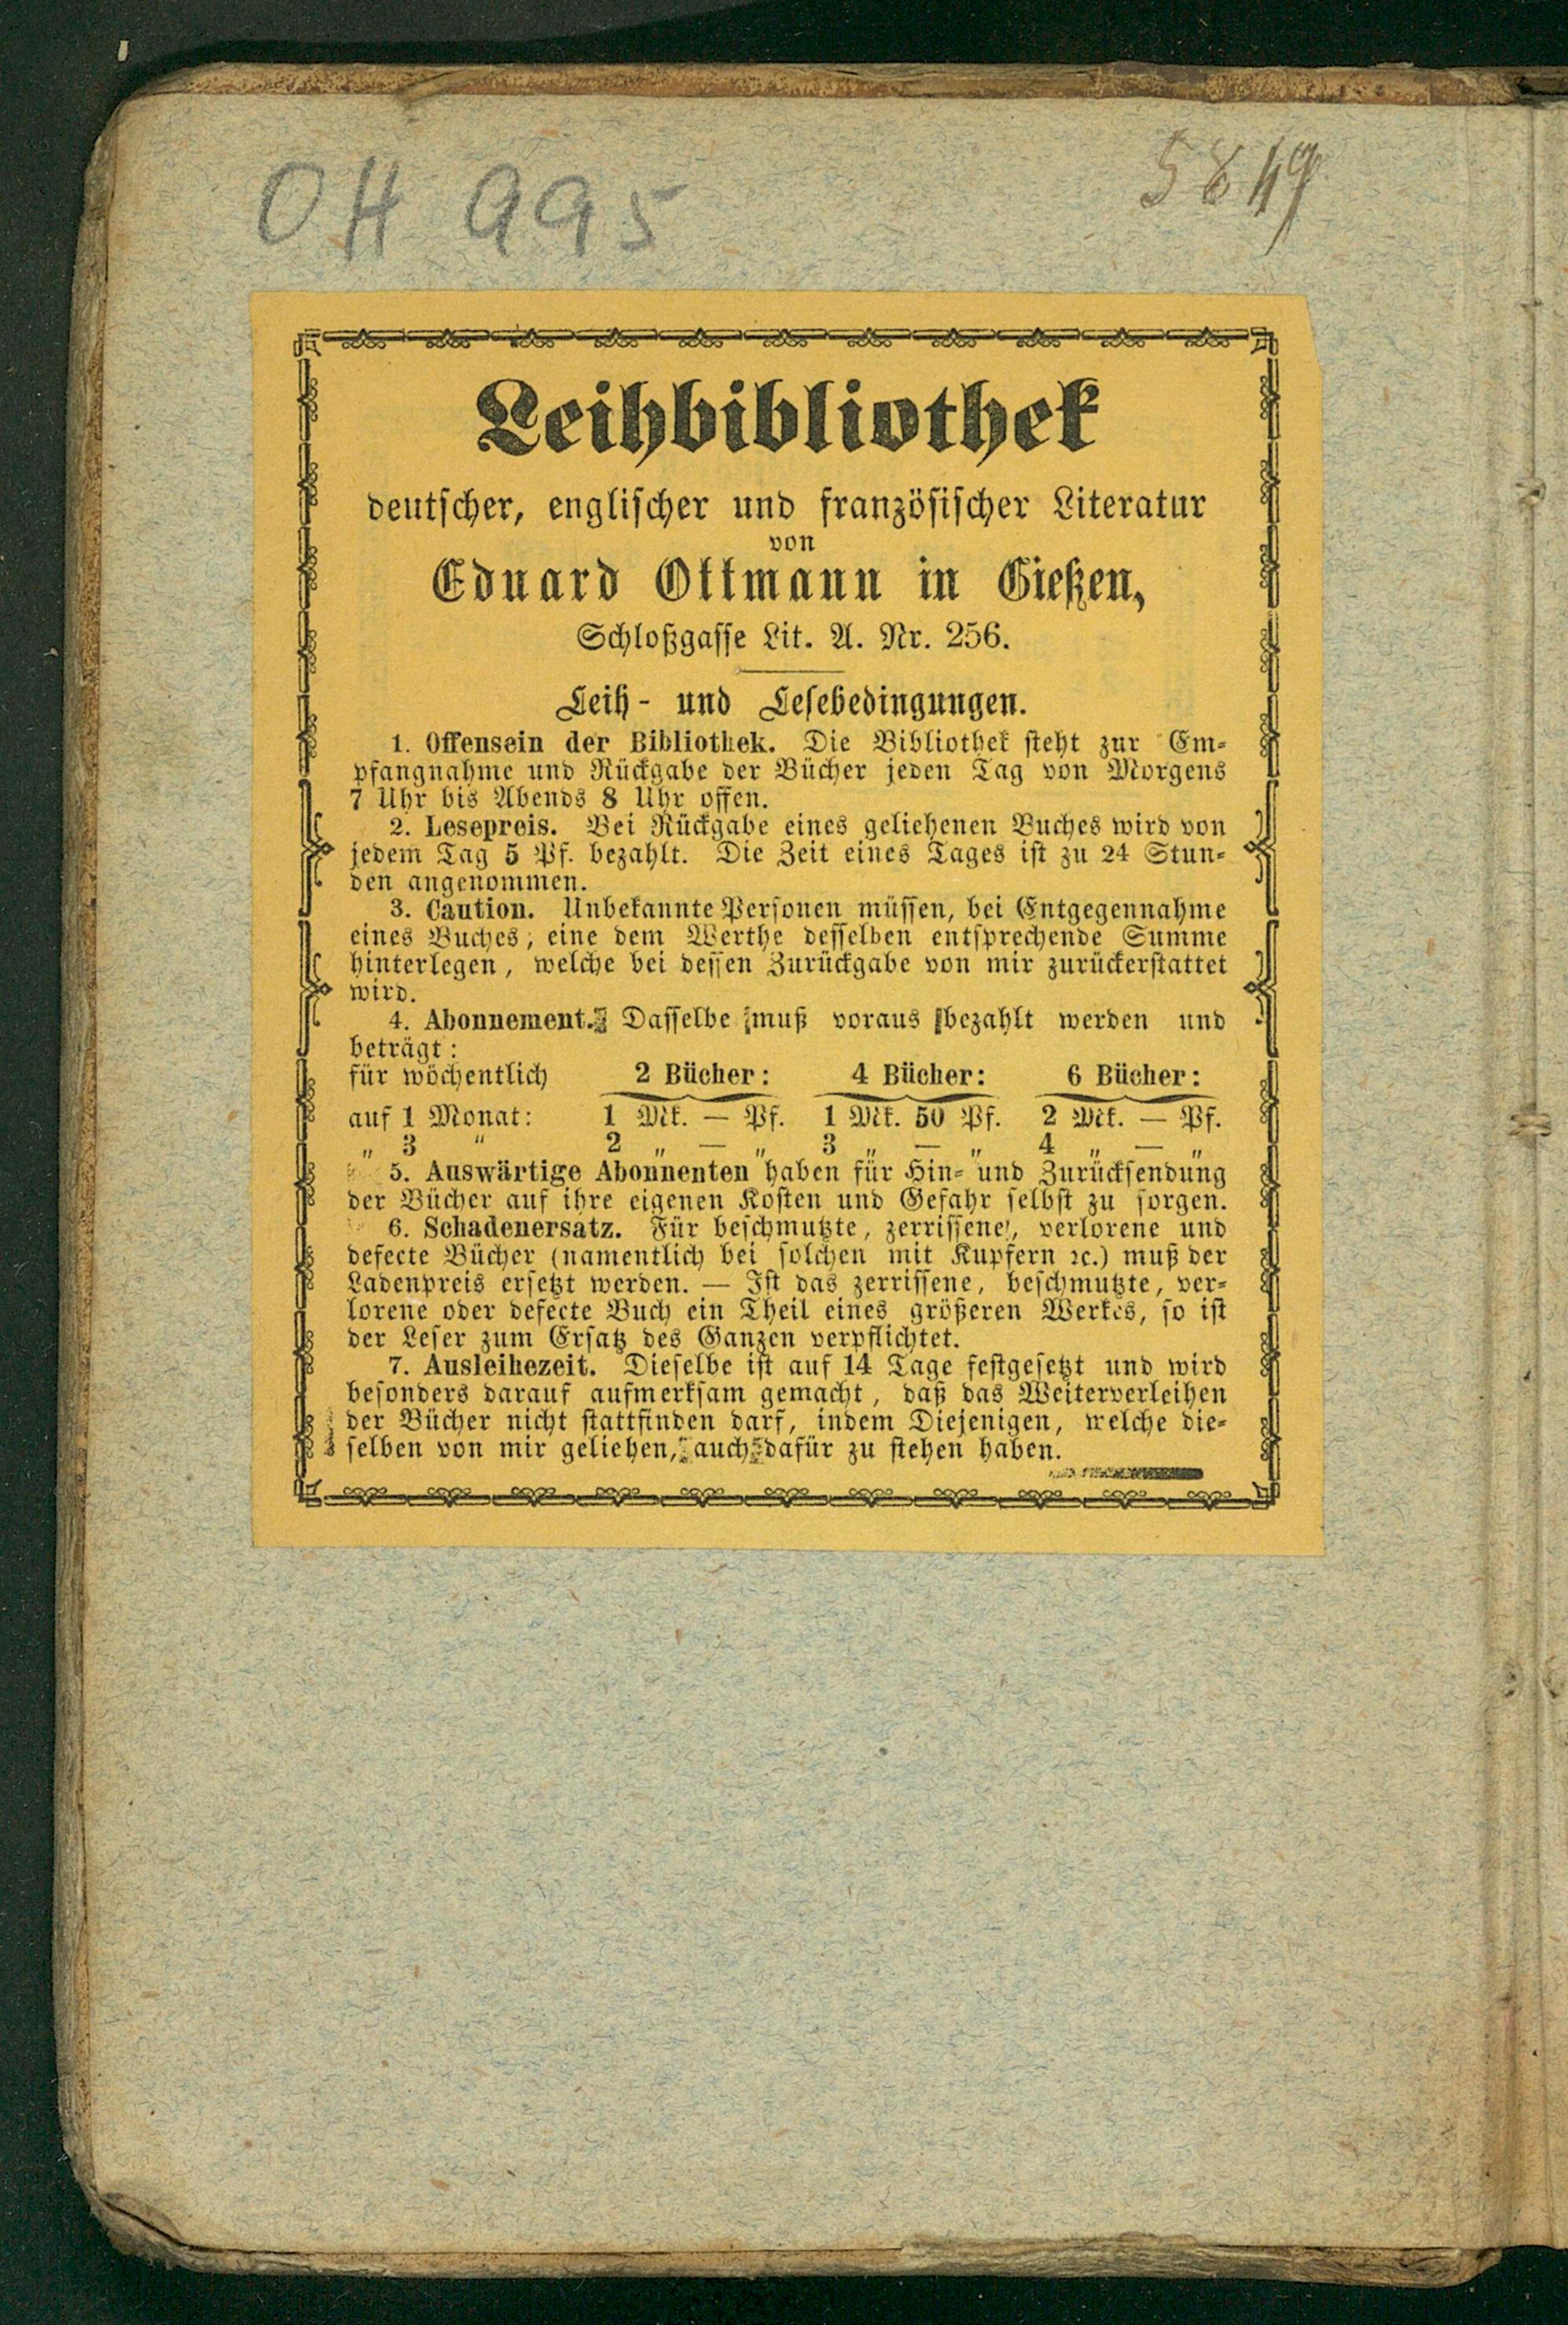 OH 995
5849
Leihbibliothek
deutscher, englischer und französischer Literatur
von
Eduard Ottmann in Gießen,
Schloßgasse Lit. A. Nr. 256.
Leih- und Lesebedingungen.
1. Offensein der Bibliothek. Die Bibliothek steht zur Em-
pfangnahme und Rückgabe der Bücher jeden Tag von Morgens
7 Uhr bis Abends 8 Uhr offen.
2. Lesepreis. Bei Rückgabe eines geliehenen Buches wird von
jedem Tag 5 Pf. bezahlt. Die Zeit eines Tages ist zu 24 Stun-
den angenommen.
3. Caution. Unbekannte Personen müssen, bei Entgegennahme
eines Buches, eine dem Werthe desselben entsprechende Summe
hinterlegen, welche bei dessen Zurückgabe von mir zurückerstattet
wird.
4. Abonnement. Dasselbe muß voraus bezahlt werden und
beträgt:
für wöchentlich 2 Bücher: 4 Bücher: 6 Bücher:
auf 1 Monat: 1 Mk. — Pf. 1 Mk. 50 Pf. 2 Mk. — Pf.
„ 3 " 2 „ — „ 3 „ — „ 4 „ — „
5. Auswärtige Abonnenten haben für Hin- und Zurücksendung
der Bücher auf ihre eigenen Kosten und Gefahr selbst zu sorgen.
6. Schadenersatz. Für beschmutzte, zerrissene, verlorene und
defecte Bücher (namentlich bei solchen mit Kupfern ꝛc.) muß der
Ladenpreis ersetzt werden. — Ist das zerrissene, beschmutzte, ver-
lorene oder defecte Buch ein Theil eines größeren Werkes, so ist
der Leser zum Ersatz des Ganzen verpflichtet.
7. Ausleihezeit. Dieselbe ist auf 14 Tage festgesetzt und wird
besonders darauf aufmerksam gemacht, daß das Weiterverleihen
der Bücher nicht stattfinden darf, indem Diejenigen, welche die-
selben von mir geliehen, auch dafür zu stehen haben.